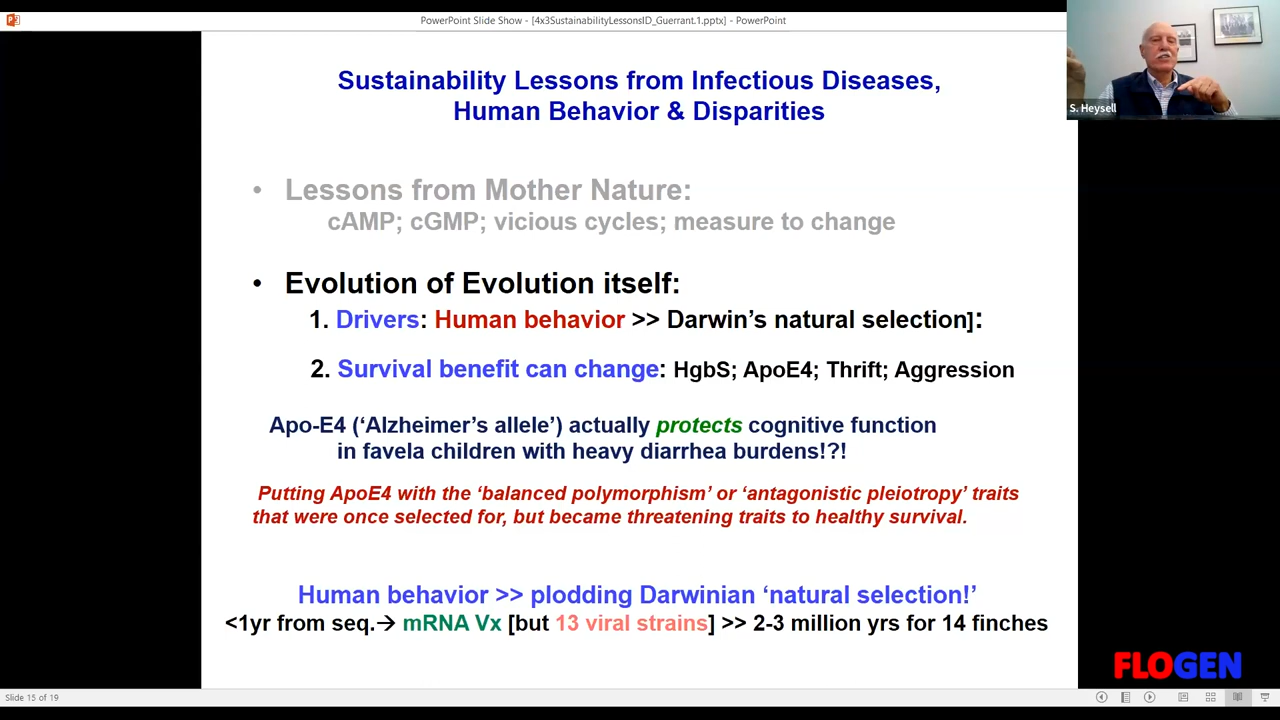 PowerPoint Slide Show - [4x3SustainabilityLessonsID_Guerrant.1.pptx] - PowerPoint
S. Heysell
Sustainability Lessons from Infectious Diseases,
Human Behavior & Disparities
• Lessons from Mother Nature:
cAMP; cGMP; vicious cycles; measure to change
• Evolution of Evolution itself:
1. Drivers: Human behavior >> Darwin's natural selection]:
2. Survival benefit can change: HgbS; ApoE4; Thrift; Aggression
Apo-E4 ('Alzheimer's allele') actually protects cognitive function
in favela children with heavy diarrhea burdens!?!
Putting ApoE4 with the 'balanced polymorphism' or 'antagonistic pleiotropy' traits
that were once selected for, but became threatening traits to healthy survival.
Human behavior >> plodding Darwinian 'natural selection!'
<1yr from seq.→ mRNA Vx [but 13 viral strains] >> 2-3 million yrs for 14 finches
FLOGEN
Slide 15 of 19